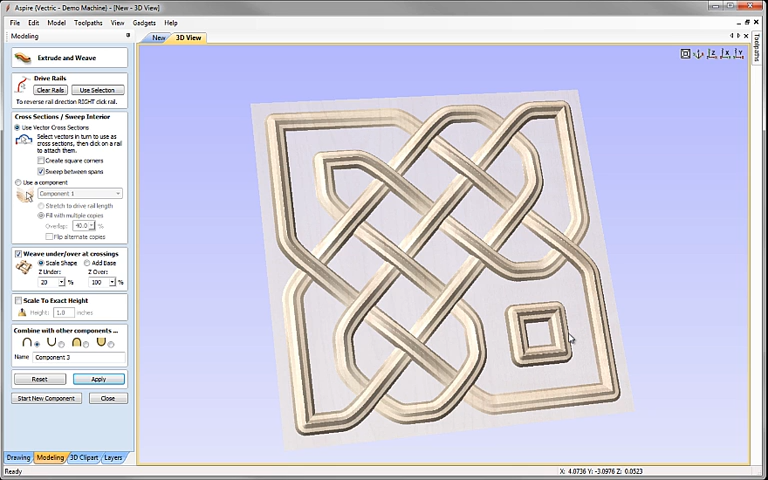 Aspire (Vectric - Demo Machine) - [New - 3D View]
File Edit Model Toolpaths View Gadgets Help
Modeling
New 3D View
Toolpaths
Extrude and Weave
Drive Rails
Clear Rails Use Selection
To reverse rail direction RIGHT click rail.
Cross Sections / Sweep Interior
Use Vector Cross Sections
Select vectors in turn to use as
cross sections, then click on a rail
to attach them.
Create square corners
Sweep between spans
Use a component
Component 1
Stretch to drive rail length
Fill with multiple copies
Overlap: 40.0 %
Flip alternate copies
Weave under/over at crossings
Scale Shape Add Base
Z Under: Z Over:
20 % 100 %
Scale To Exact Height
Height: 1.0 inches
Combine with other components ...
Name Component 3
Reset Apply
Start New Component Close
Drawing Modeling 3D Clipart Layers
Ready X: 4.0736 Y: -3.0976 Z: 0.0523